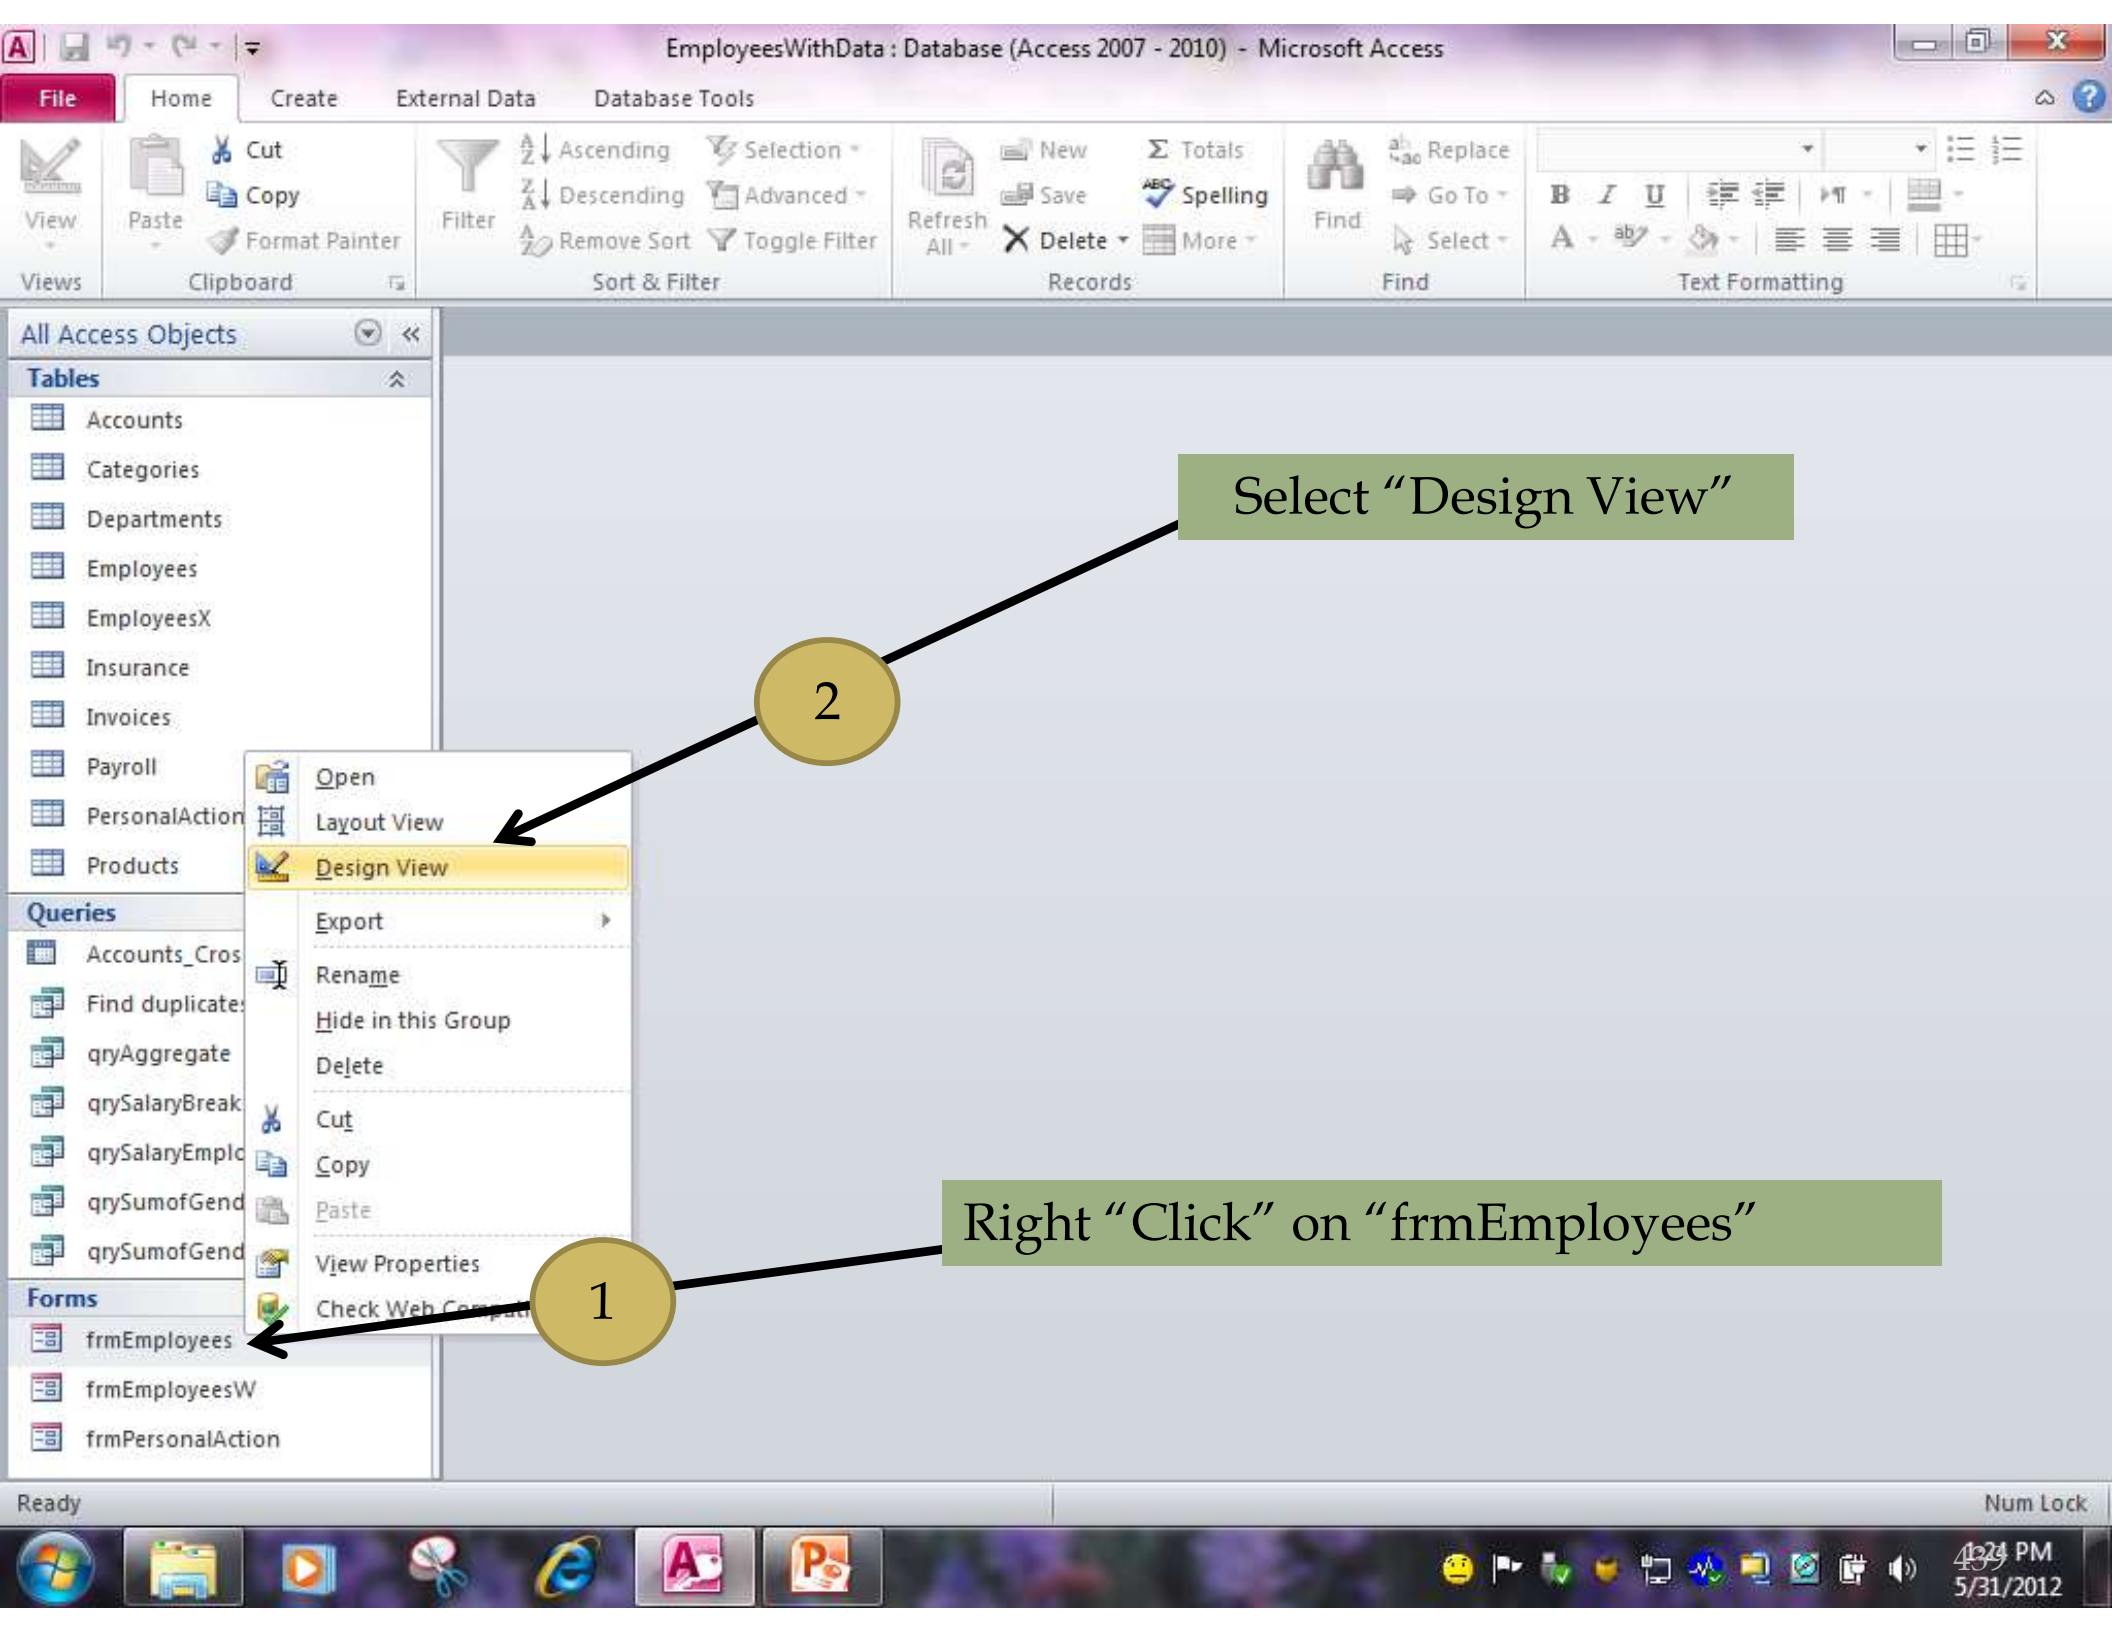 EmployeesWithData : Database (Access 2007 - 2010) - Microsoft Access
File Home Create External Data Database Tools
View
Views
Paste
Cut
Copy
Format Painter
Clipboard
Filter
Ascending
Descending
Remove Sort
Selection
Advanced
Toggle Filter
Sort & Filter
Refresh
All
New
Save
Delete
Totals
Spelling
More
Records
Find
Replace
Go To
Select
Find
B I U
A
Text Formatting
All Access Objects
Tables
Accounts
Categories
Departments
Employees
EmployeesX
Insurance
Invoices
Payroll
PersonalAction
Products
Queries
Accounts_Cros
Find duplicate
qryAggregate
qrySalaryBreak
qrySalaryEmplo
qrySumofGend
qrySumofGend
Forms
frmEmployees
frmEmployeesW
frmPersonalAction
Open
Layout View
Design View
Export
Rename
Hide in this Group
Delete
Cut
Copy
Paste
View Properties
Check Web Compati
Select “Design View”
2
Right “Click” on “frmEmployees”
1
Ready
Num Lock
PM
5/31/2012